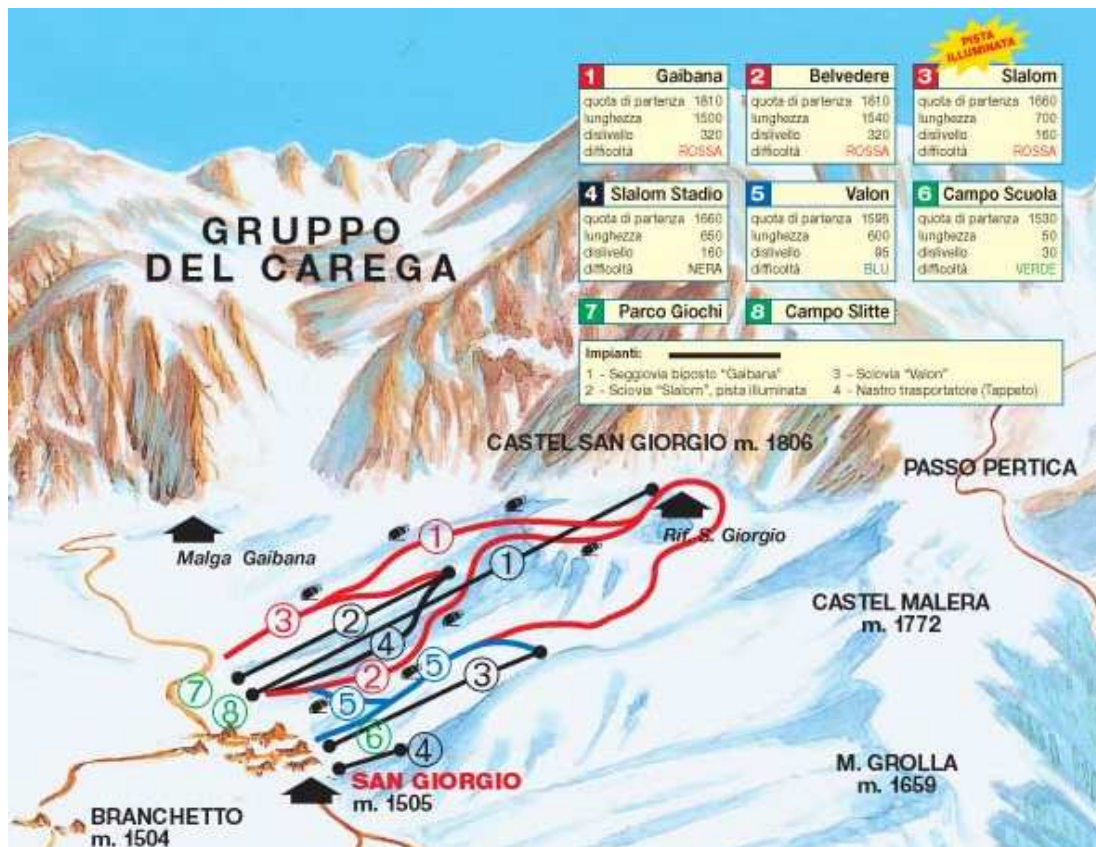 PISTA
ILLUMINATA
1 Gaibana
quota di partenza 1810
lunghezza 1500
dislivello 320
difficoltà ROSSA
2 Belvedere
quota di partenza 1810
lunghezza 1540
dislivello 320
difficoltà ROSSA
3 Slalom
quota di partenza 1660
lunghezza 700
dislivello 160
difficoltà ROSSA
4 Slalom Stadio
quota di partenza 1660
lunghezza 650
dislivello 160
difficoltà NERA
5 Valon
quota di partenza 1595
lunghezza 600
dislivello 95
difficoltà BLU
6 Campo Scuola
quota di partenza 1530
lunghezza 50
dislivello 30
difficoltà VERDE
7 Parco Giochi
8 Campo Slitte
Impianti:
1 - Seggiovia biposto "Gaibana"
2 - Sciovia "Slalom", pista illuminata
3 - Sciovia "Valon"
4 - Nastro trasportatore (Tappeto)
GRUPPO
DEL CAREGA
CASTEL SAN GIORGIO m. 1806
PASSO PERTICA
Malga Gaibana
Rif. S. Giorgio
1
1
3
2
4
2
5
3
5
7
8
6
4
CASTEL MALERA
m. 1772
M. GROLLA
m. 1659
SAN GIORGIO
m. 1505
BRANCHETTO
m. 1504